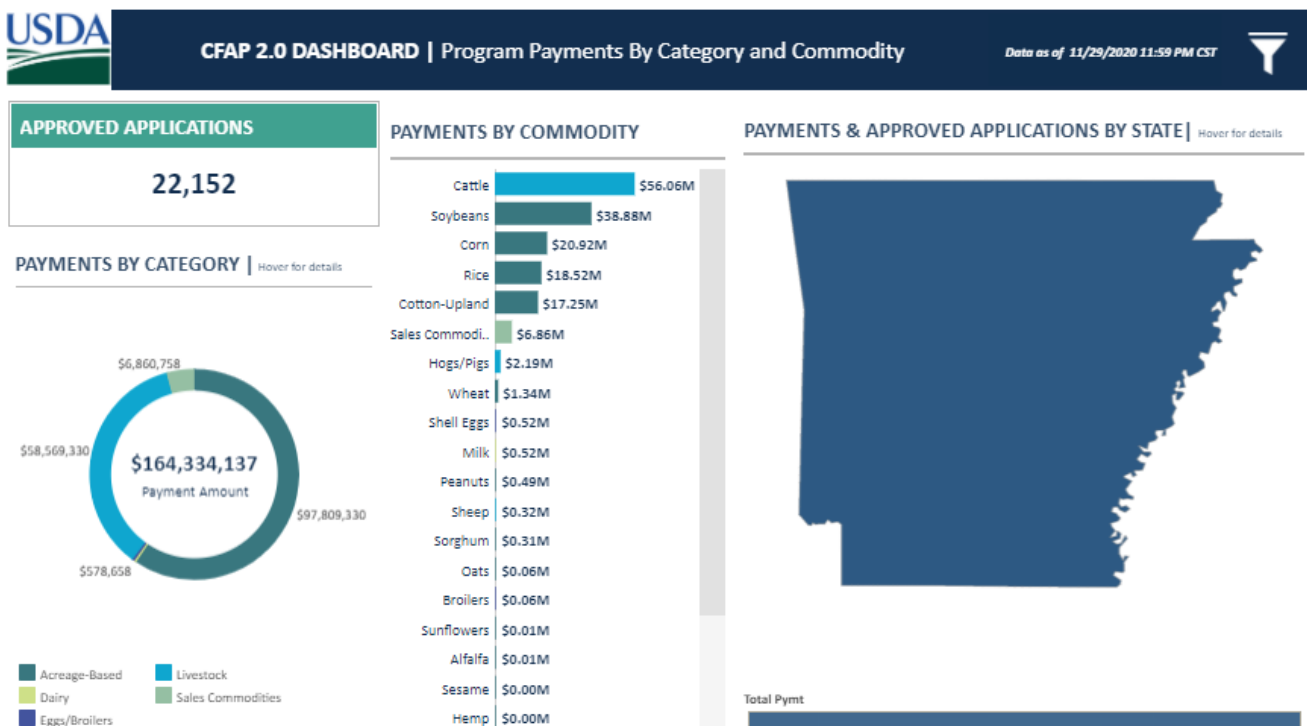 USDA
CFAP 2.0 DASHBOARD | Program Payments By Category and Commodity
Data as of 11/29/2020 11:59 PM CST
APPROVED APPLICATIONS
22,152
PAYMENTS BY CATEGORY | Hover for details
$6,860,758
$58,569,330
$164,334,137
Payment Amount
$97,809,330
$578,658
Acreage-Based
Livestock
Dairy
Sales Commodities
Eggs/Broilers
PAYMENTS BY COMMODITY
Cattle $56.06M
Soybeans $38.88M
Corn $20.92M
Rice $18.52M
Cotton-Upland $17.25M
Sales Commodi.. $6.86M
Hogs/Pigs $2.19M
Wheat $1.34M
Shell Eggs $0.52M
Milk $0.52M
Peanuts $0.49M
Sheep $0.32M
Sorghum $0.31M
Oats $0.06M
Broilers $0.06M
Sunflowers $0.01M
Alfalfa $0.01M
Sesame $0.00M
Hemp $0.00M
PAYMENTS & APPROVED APPLICATIONS BY STATE | Hover for details
Total Pymt